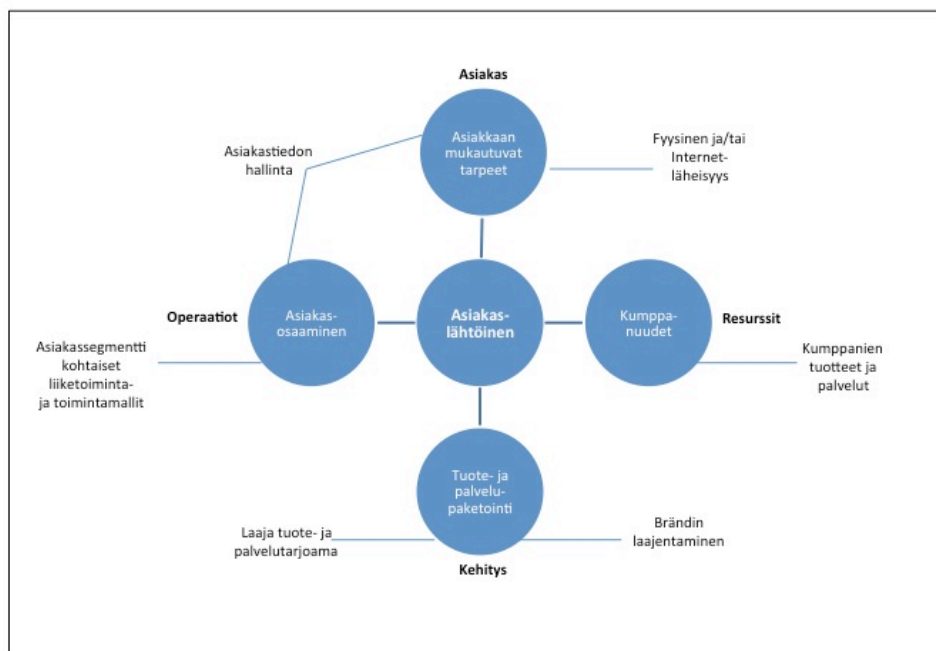 Asiakas
Asiakkaan
mukautuvat
tarpeet
Asiakastiedon
hallinta
Fyysinen ja/tai
Internet-
läheisyys
Operaatiot
Asiakas-
osaaminen
Asiakas-
lähtöinen
Kumppa-
nuudet
Resurssit
Asiakassegmentti
kohtaiset
liiketoiminta-
ja toimintamallit
Kumppanien
tuotteet ja
palvelut
Tuote- ja
palvelu-
paketointi
Laaja tuote- ja
palvelutarjoama
Brändin
laajentaminen
Kehitys